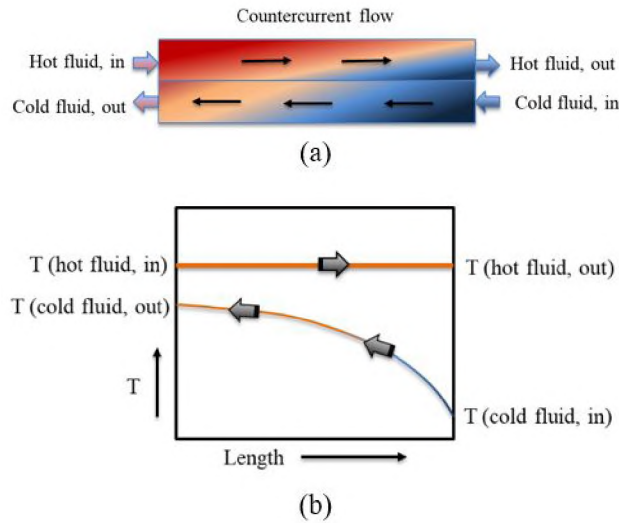 Countercurrent flow
Hot fluid, in
Hot fluid, out
Cold fluid, out
Cold fluid, in
(a)
T (hot fluid, in)
T (hot fluid, out)
T (cold fluid, out)
T
T (cold fluid, in)
Length
(b)